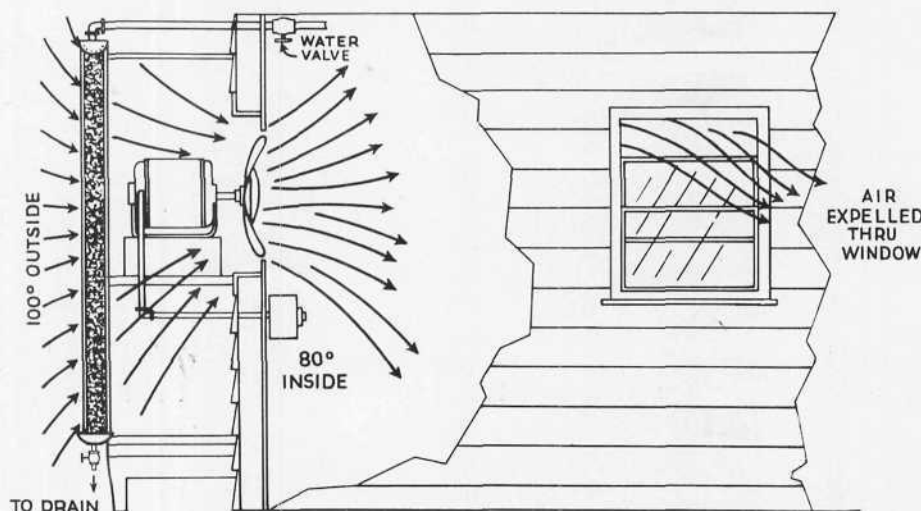 WATER
VALVE
100° OUTSIDE
80°
INSIDE
AIR
EXPELLED
THRU
WINDOW
TO DRAIN